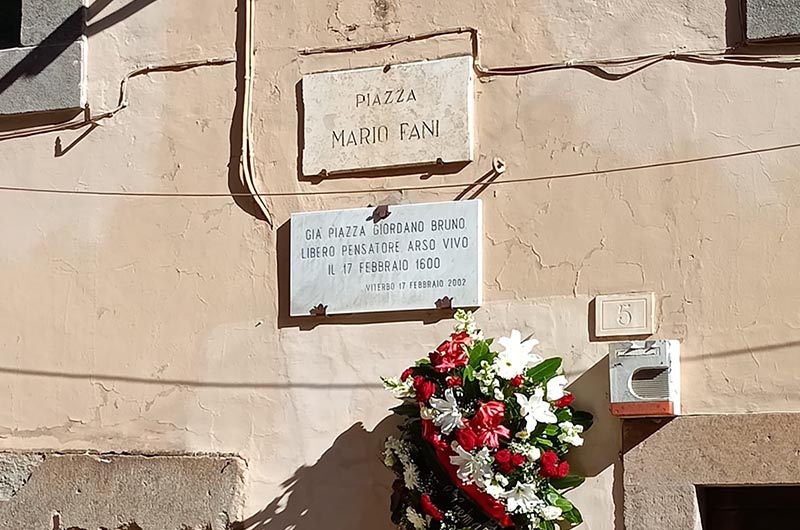 PIAZZA
MARIO FANI
GIA PIAZZA GIORDANO BRUNO
LIBERO PENSATORE ARSO VIVO
IL 17 FEBBRAIO 1600
VITERBO 17 FEBBRAIO 2002
5